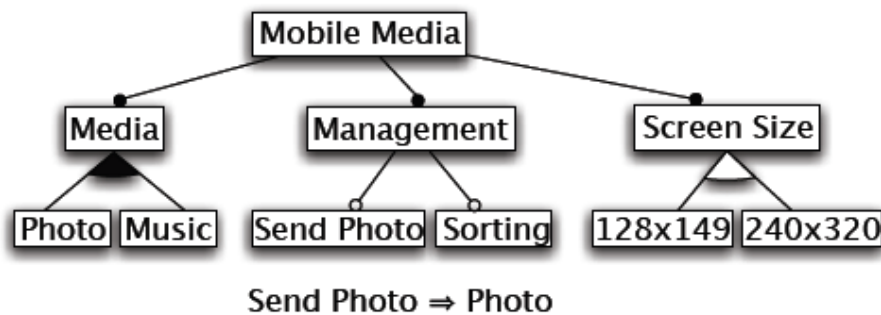 Mobile Media
Media Management Screen Size
Photo Music Send Photo Sorting 128x149 240x320
Send Photo ⇒ Photo